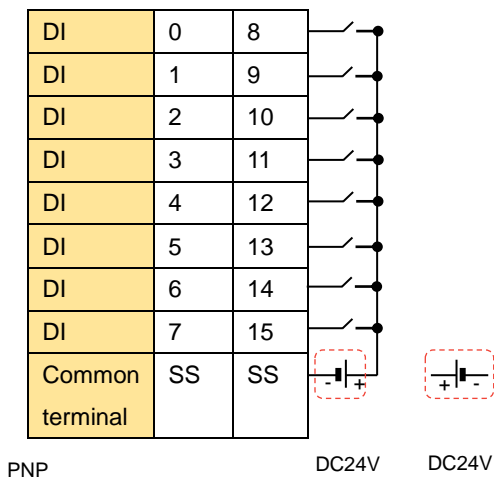 DI 0 8
DI 1 9
DI 2 10
DI 3 11
DI 4 12
DI 5 13
DI 6 14
DI 7 15
Common terminal SS SS
- +
+ -
PNP DC24V DC24V